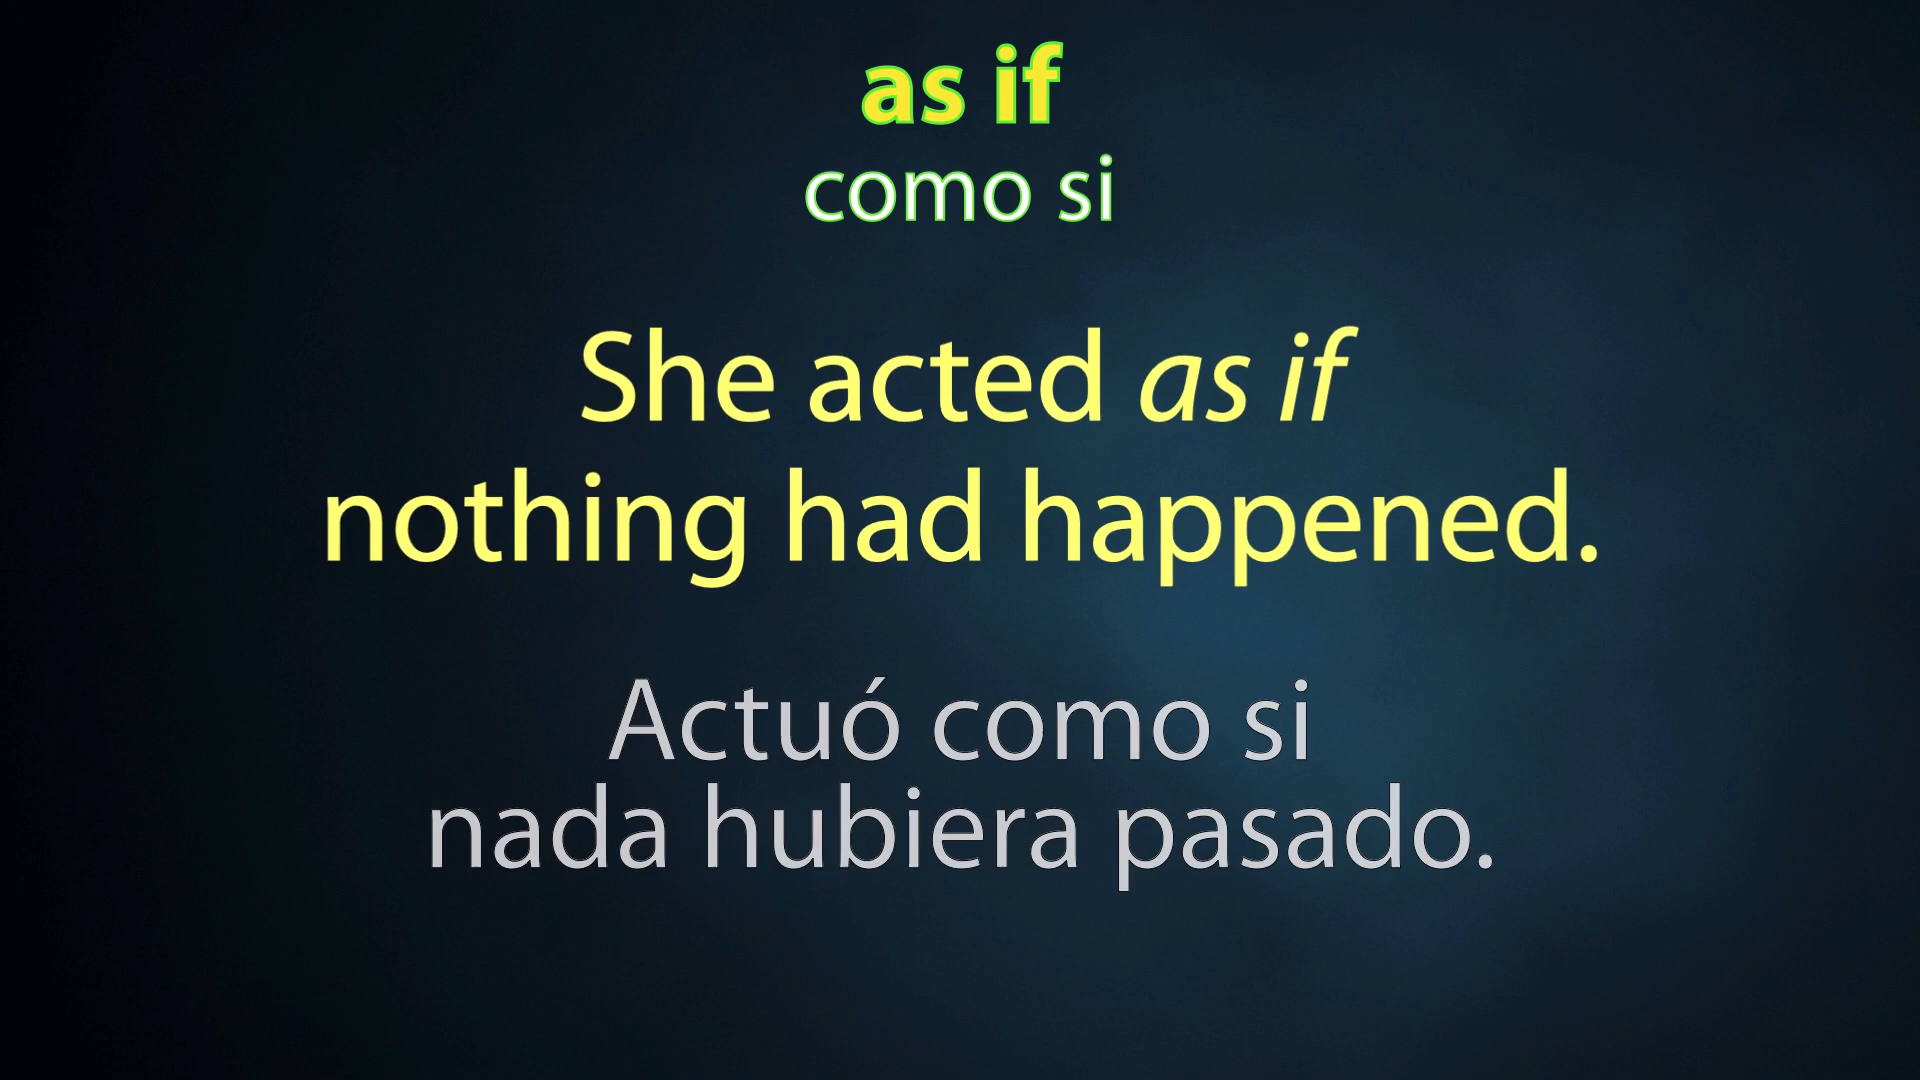 as if
como si
She acted as if
nothing had happened.
Actuó como si
nada hubiera pasado.